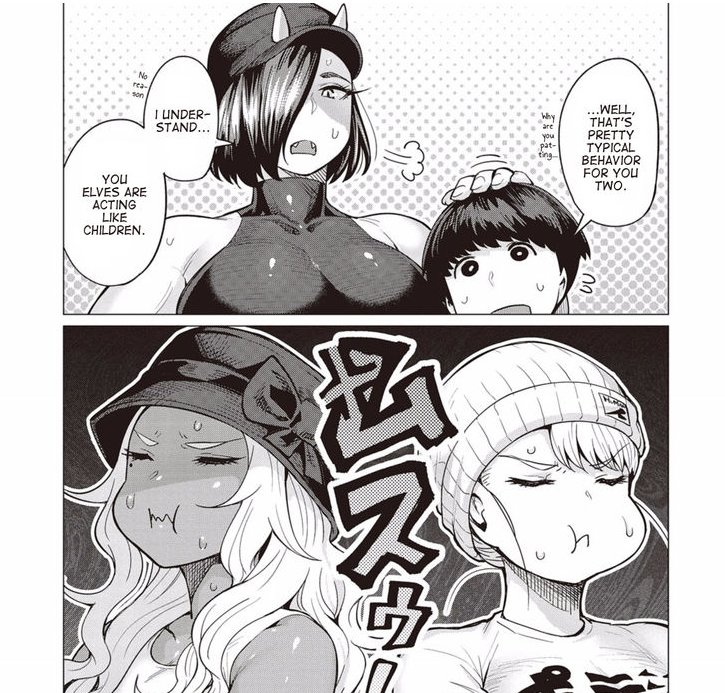 ...WELL,
THAT'S
PRETTY
TYPICAL
BEHAVIOR
FOR YOU
TWO.
Why
are
you
pat-
ting...
No
rea-
son
I UNDER-
STAND...
YOU
ELVES ARE
ACTING
LIKE
CHILDREN.
ムスゥー